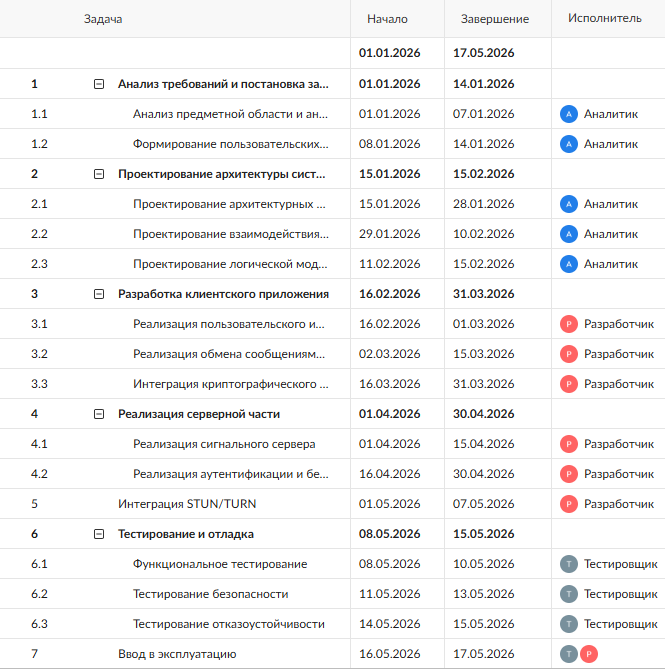 Задача Начало Завершение Исполнитель
01.01.2026 17.05.2026
1 Анализ требований и постановка за... 01.01.2026 14.01.2026
1.1 Анализ предметной области и ан... 01.01.2026 07.01.2026 А Аналитик
1.2 Формирование пользовательских... 08.01.2026 14.01.2026 А Аналитик
2 Проектирование архитектуры сист... 15.01.2026 15.02.2026
2.1 Проектирование архитектурных ... 15.01.2026 28.01.2026 А Аналитик
2.2 Проектирование взаимодействия... 29.01.2026 10.02.2026 А Аналитик
2.3 Проектирование логической мод... 11.02.2026 15.02.2026 А Аналитик
3 Разработка клиентского приложения 16.02.2026 31.03.2026
3.1 Реализация пользовательского и... 16.02.2026 01.03.2026 Р Разработчик
3.2 Реализация обмена сообщениям... 02.03.2026 15.03.2026 Р Разработчик
3.3 Интеграция криптографического ... 16.03.2026 31.03.2026 Р Разработчик
4 Реализация серверной части 01.04.2026 30.04.2026
4.1 Реализация сигнального сервера 01.04.2026 15.04.2026 Р Разработчик
4.2 Реализация аутентификации и бе... 16.04.2026 30.04.2026 Р Разработчик
5 Интеграция STUN/TURN 01.05.2026 07.05.2026 Р Разработчик
6 Тестирование и отладка 08.05.2026 15.05.2026
6.1 Функциональное тестирование 08.05.2026 10.05.2026 Т Тестировщик
6.2 Тестирование безопасности 11.05.2026 13.05.2026 Т Тестировщик
6.3 Тестирование отказоустойчивости 14.05.2026 15.05.2026 Т Тестировщик
7 Ввод в эксплуатацию 16.05.2026 17.05.2026 Т Р